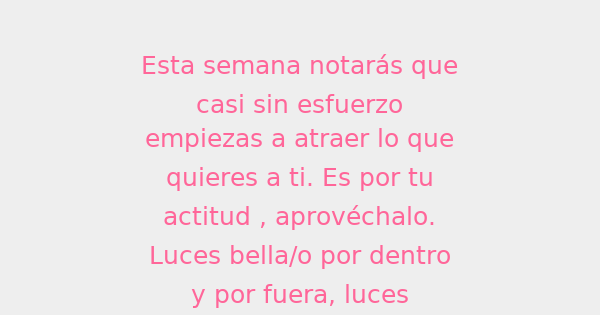 Esta semana notarás que
casi sin esfuerzo
empiezas a atraer lo que
quieres a ti. Es por tu
actitud , aprovéchalo.
Luces bella/o por dentro
y por fuera, luces